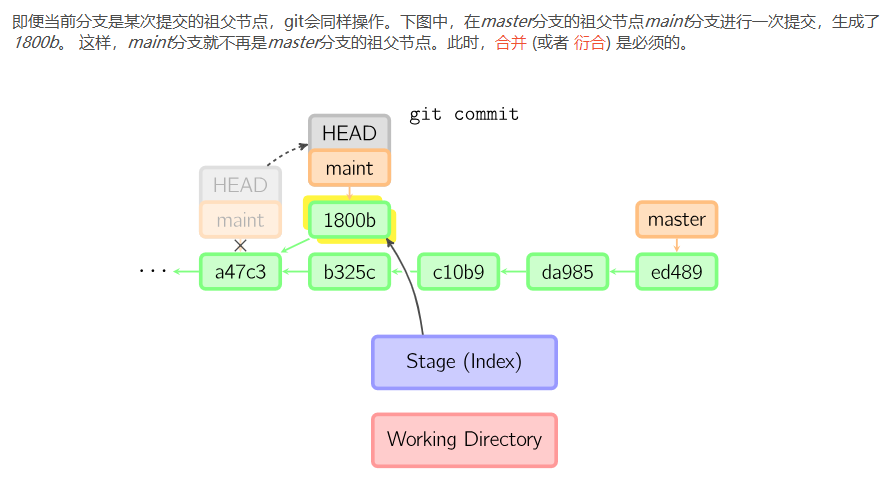 即便当前分支是某次提交的祖父节点，git会同样操作。下图中，在master分支的祖父节点maint分支进行一次提交，生成了
1800b。 这样，maint分支就不再是master分支的祖父节点。此时，合并 (或者 衍合) 是必须的。
git commit
HEAD
maint
HEAD
maint
1800b
master
... a47c3 b325c c10b9 da985 ed489
Stage (Index)
Working Directory